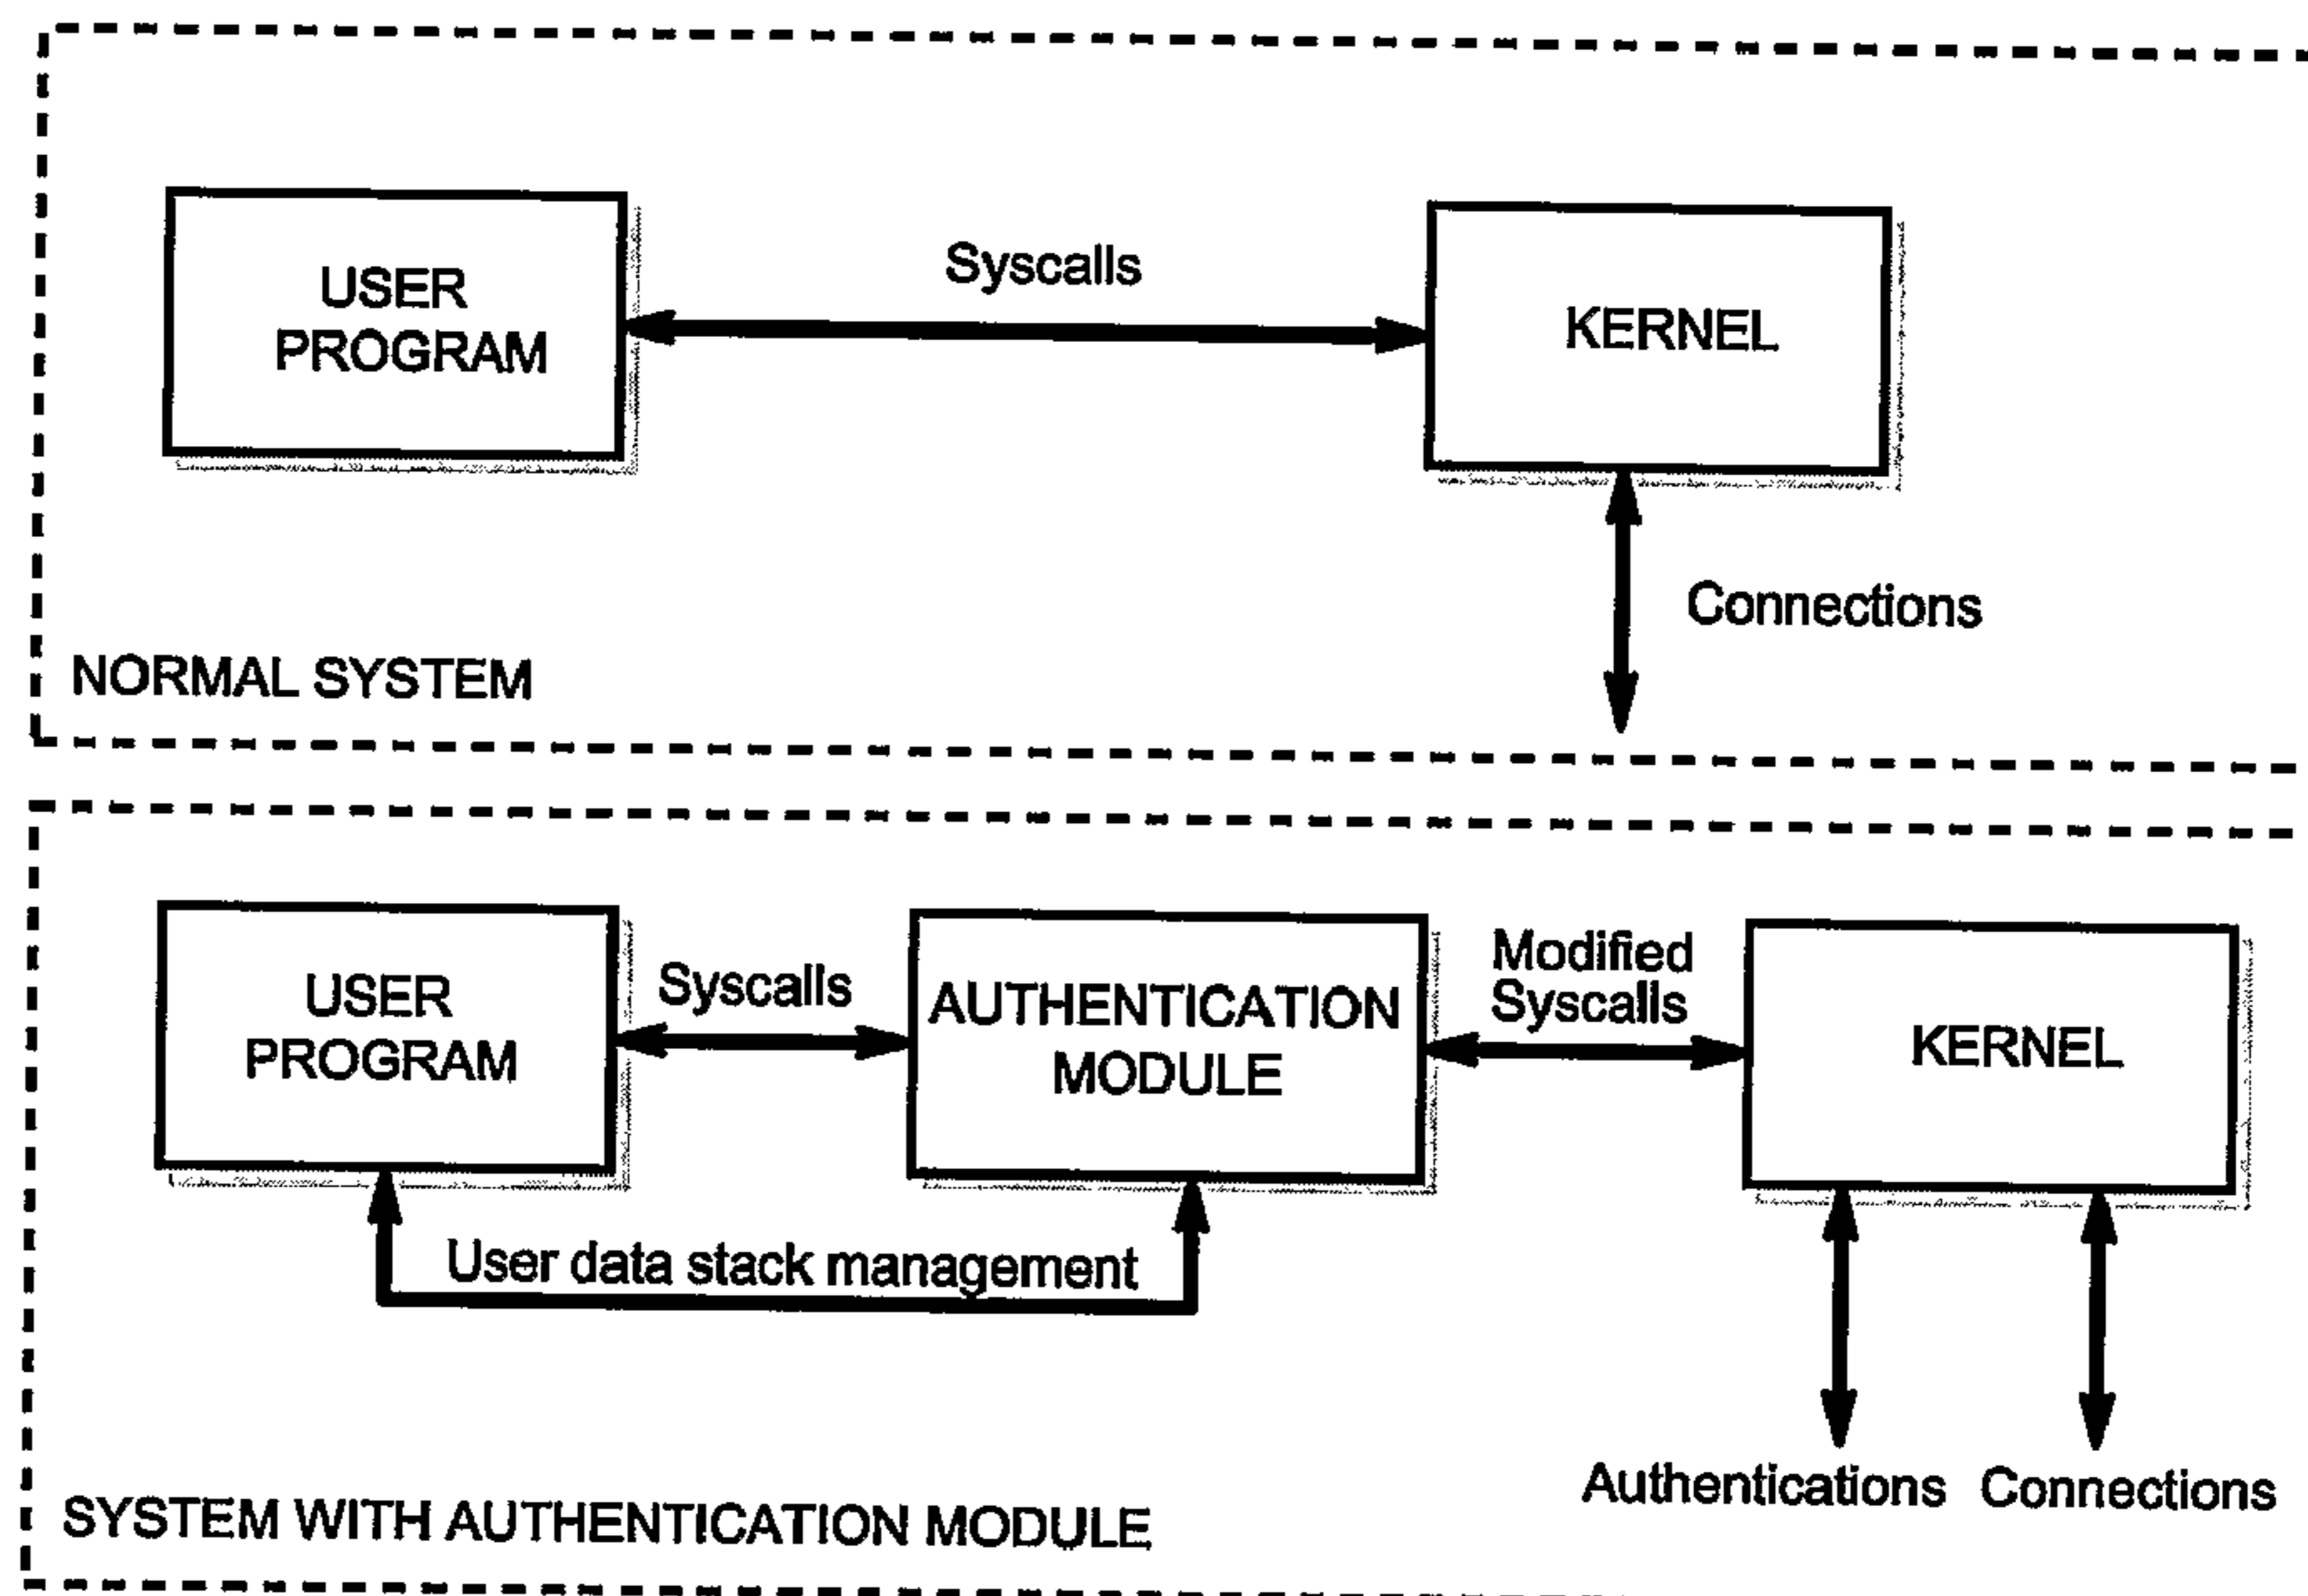 USER
PROGRAM
Syscalls
KERNEL
Connections
NORMAL SYSTEM
USER
PROGRAM
Syscalls
AUTHENTICATION
MODULE
Modified
Syscalls
KERNEL
User data stack management
Authentications
Connections
SYSTEM WITH AUTHENTICATION MODULE